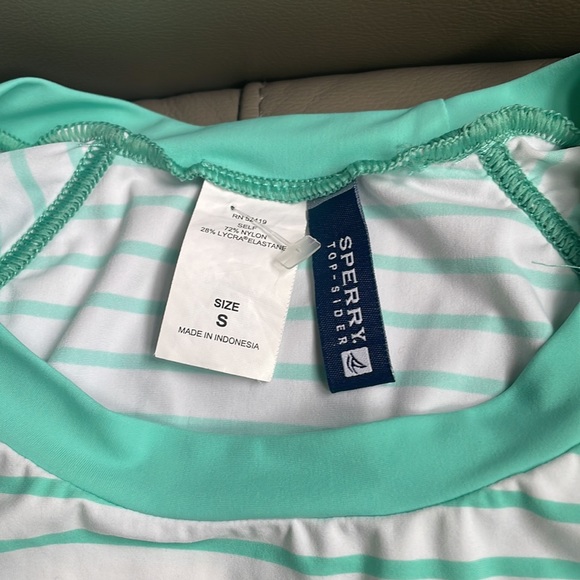 RN 52419
SELF
72% NYLON
28% LYCRA® ELASTANE
SIZE
S
MADE IN INDONESIA
SPERRY
TOP-SIDER